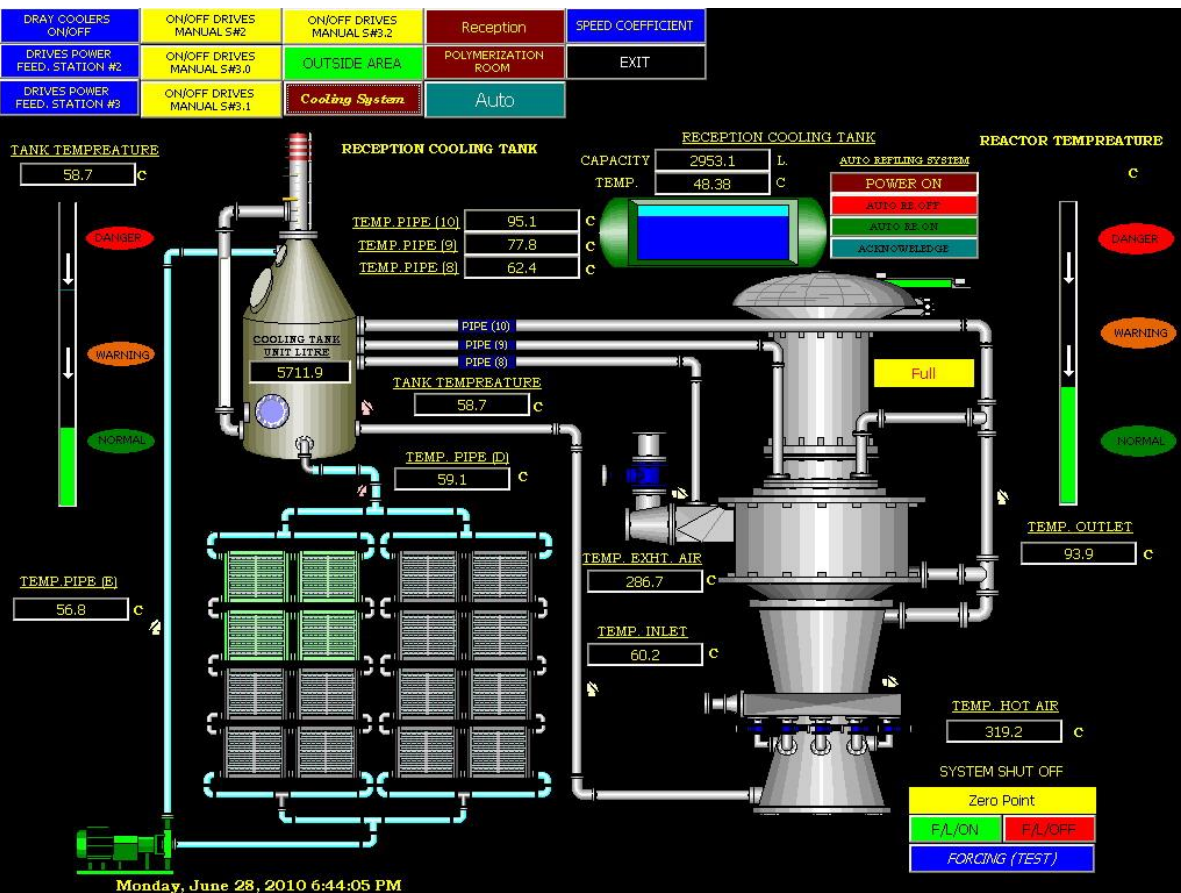 DRAY COOLERS
ON/OFF
ON/OFF DRIVES
MANUAL S#2
ON/OFF DRIVES
MANUAL S#3.2
Reception
SPEED COEFFICIENT
DRIVES POWER
FEED. STATION #2
ON/OFF DRIVES
MANUAL S#3.0
OUTSIDE AREA
POLYMERIZATION
ROOM
EXIT
DRIVES POWER
FEED. STATION #3
ON/OFF DRIVES
MANUAL S#3.1
Cooling System
Auto
TANK TEMPREATURE
58.7 C
RECEPTION COOLING TANK
RECEPTION COOLING TANK
CAPACITY 2953.1 L.
TEMP. 48.38 C
AUTO REFILING SYSTEM
POWER ON
AUTO RE.OFF
AUTO RE.ON
ACKNOWELEDGE
REACTOR TEMPREATURE
C
TEMP.PIPE (10) 95.1 C
TEMP.PIPE (9) 77.8 C
TEMP.PIPE (8) 62.4 C
DANGER
WARNING
NORMAL
DANGER
WARNING
NORMAL
COOLING TANK
UNIT LITRE
5711.9
PIPE (10)
PIPE (9)
PIPE (8)
TANK TEMPREATURE
58.7 C
Full
TEMP. PIPE (D)
59.1 C
TEMP. OUTLET
93.9 C
TEMP.PIPE (E)
56.8 C
TEMP. EXHT. AIR
286.7 C
TEMP. INLET
60.2 C
TEMP. HOT AIR
319.2 C
SYSTEM SHUT OFF
Zero Point
F/L/ON
F/L/OFF
FORCING (TEST)
Monday, June 28, 2010 6:44:05 PM